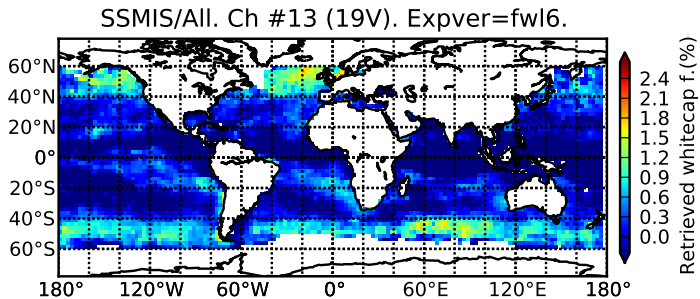 SSMIS/All. Ch #13 (19V). Expver=fwl6.
60°N
40°N
20°N
0°
20°S
40°S
60°S
180° 120°W 60°W 0° 60°E 120°E 180°
2.4
2.1
1.8
1.5
1.2
0.9
0.6
0.3
0.0
Retrieved whitecap f.(%)